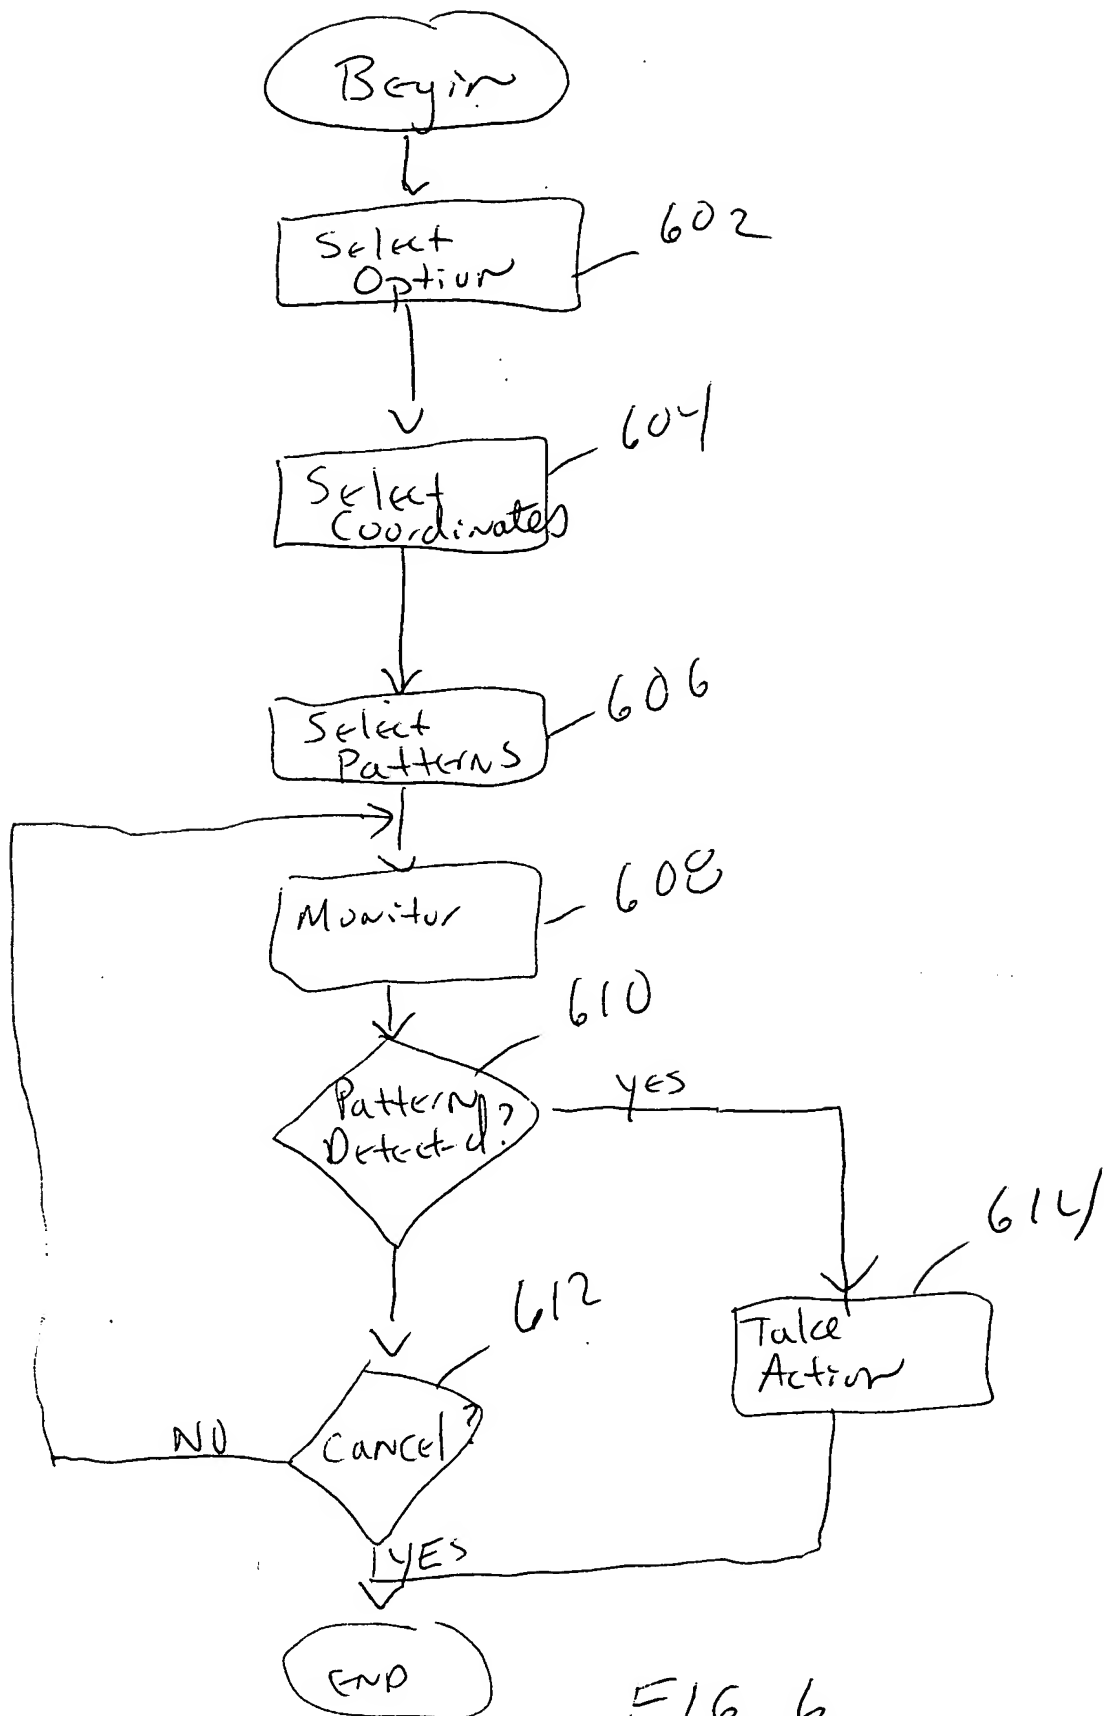 Begin
Select
Option
602
Select
Coordinates
604
Select
Patterns
606
Monitor
608
Pattern
Detected?
610
YES
Cancel?
612
NO
YES
Take
Action
614
END
FIG. 6